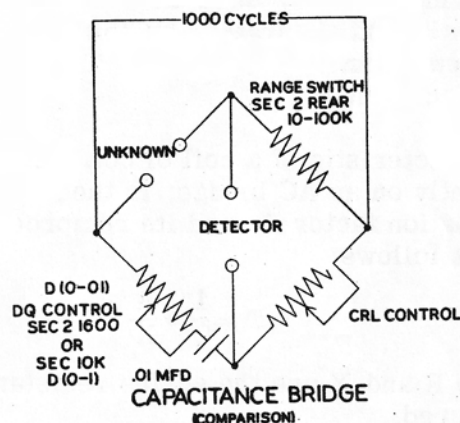 1000 CYCLES
RANGE SWITCH
SEC 2 REAR
10-100K
UNKNOWN
DETECTOR
D (0-01)
DQ CONTROL
SEC 2 1600
OR
SEC 10K
D (0-1)
CRL CONTROL
.01 MFD
CAPACITANCE BRIDGE
(COMPARISON)